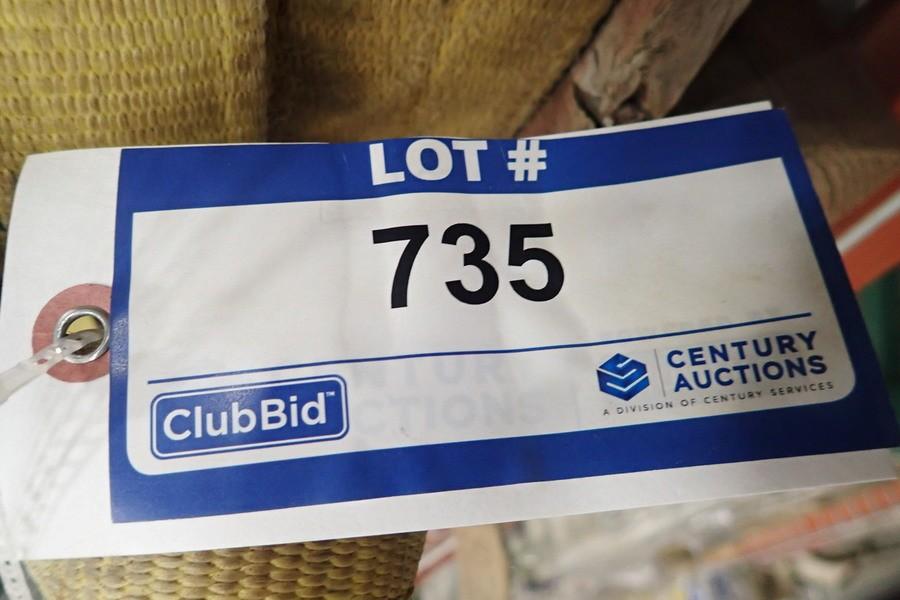 LOT #
735
ClubBid™
CENTURY
AUCTIONS
A DIVISION OF CENTURY SERVICES